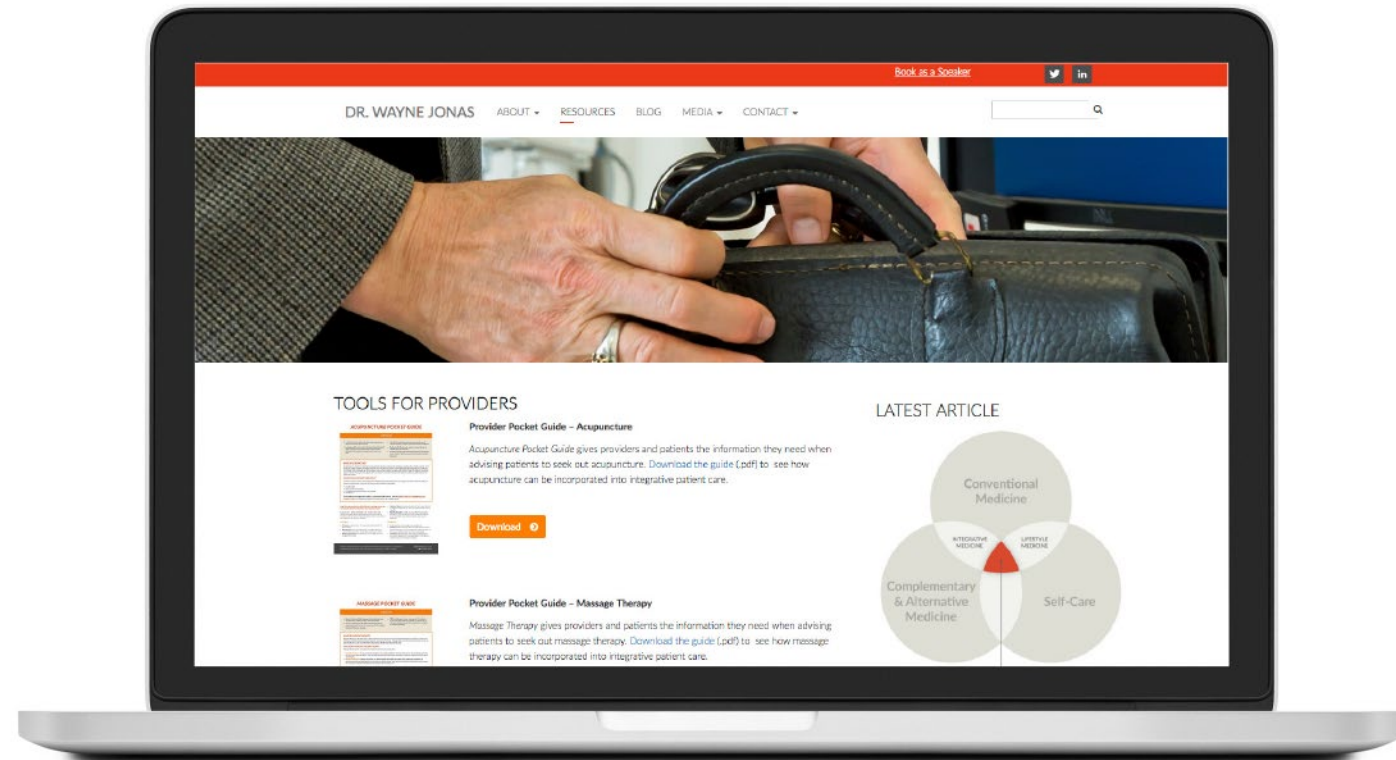 Book as a Speaker
in
DR. WAYNE JONAS ABOUT RESOURCES BLOG MEDIA CONTACT
TOOLS FOR PROVIDERS
ACUPUNCTURE POCKET GUIDE
Provider Pocket Guide – Acupuncture
Acupuncture Pocket Guide gives providers and patients the information they need when
advising patients to seek out acupuncture. Download the guide (.pdf) to see how
acupuncture can be incorporated into integrative patient care.
Download
MASSAGE POCKET GUIDE
Provider Pocket Guide – Massage Therapy
Massage Therapy gives providers and patients the information they need when advising
patients to seek out massage therapy. Download the guide (.pdf) to see how massage
therapy can be incorporated into integrative patient care.
LATEST ARTICLE
Conventional
Medicine
INTEGRATIVE
MEDICINE
LIFESTYLE
MEDICINE
Complementary
& Alternative
Medicine
Self-Care